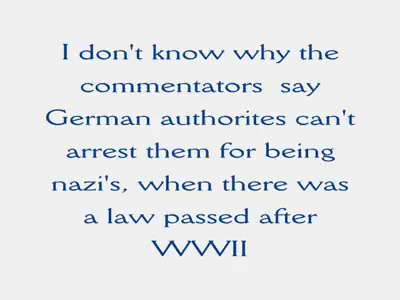 I don't know why the
commentators  say
German authorites can't
arrest them for being
nazi's, when there was
a law passed after
WWII